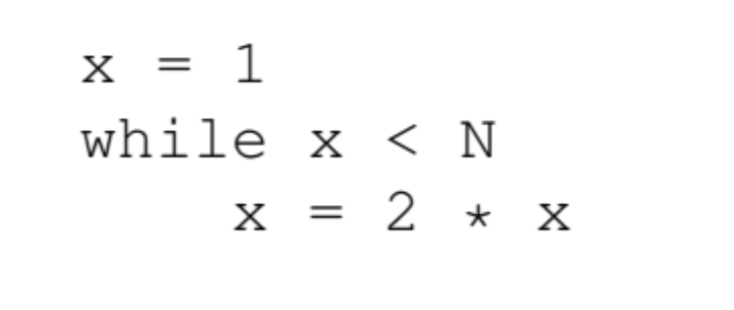 x = 1
while x < N
    x = 2 * x